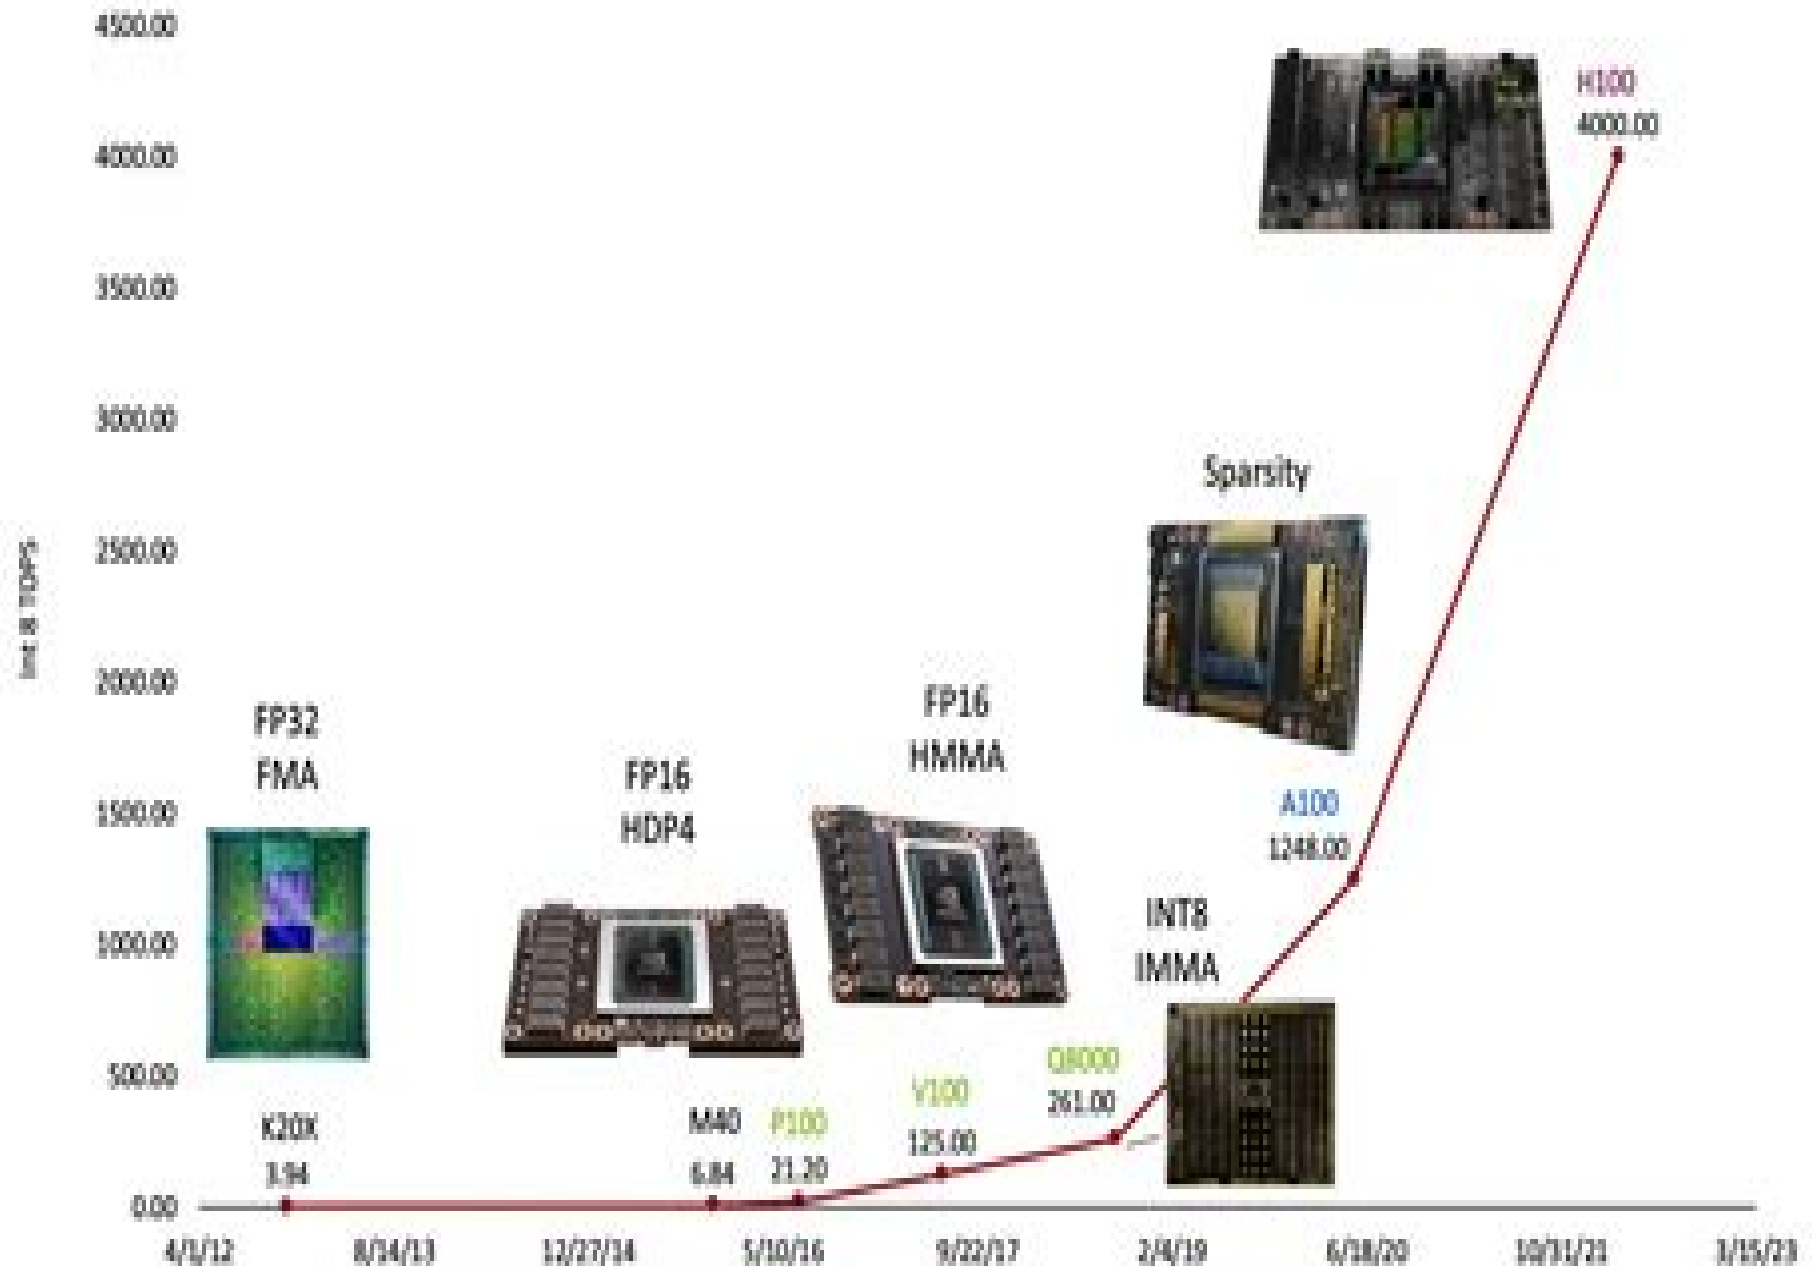 4500.00
4000.00
3500.00
3000.00
2500.00
2000.00
1500.00
1000.00
500.00
0.00
Int 8 TOPS
FP32
FMA
K20X
3.94
FP16
HDP4
M40
6.84
P100
21.20
FP16
HMMA
V100
125.00
Q8000
261.00
INT8
IMMA
Sparsity
A100
1248.00
H100
4000.00
4/1/12
8/14/13
12/27/14
5/10/16
9/22/17
2/4/19
6/18/20
10/31/21
3/15/23